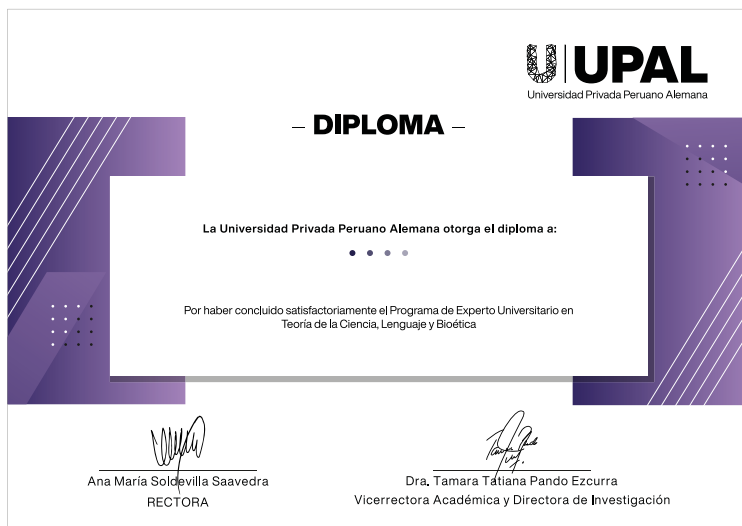 UPAL
Universidad Privada Peruano Alemana
– DIPLOMA –
La Universidad Privada Peruano Alemana otorga el diploma a:
Por haber concluido satisfactoriamente el Programa de Experto Universitario en
Teoría de la Ciencia, Lenguaje y Bioética
Ana María Soldevilla Saavedra
RECTORA
Dra. Tamara Tatiana Pando Ezcurra
Vicerrectora Académica y Directora de Investigación